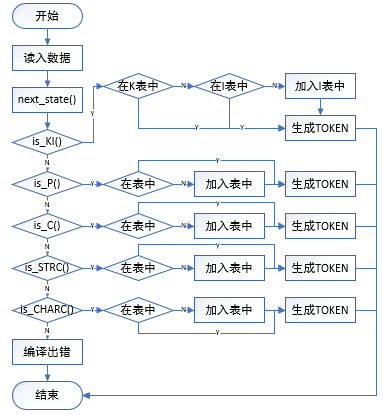 开始
读入数据
next_state()
is_KI()
Y
在K表中
N
在I表中
N
加入I表中
Y
Y
生成TOKEN
N
is_P()
Y
在表中
N
加入表中
Y
生成TOKEN
N
is_C()
Y
在表中
N
加入表中
Y
生成TOKEN
N
is_STRC()
Y
在表中
N
加入表中
Y
生成TOKEN
N
is_CHARC()
Y
在表中
N
加入表中
Y
生成TOKEN
N
编译出错
结束